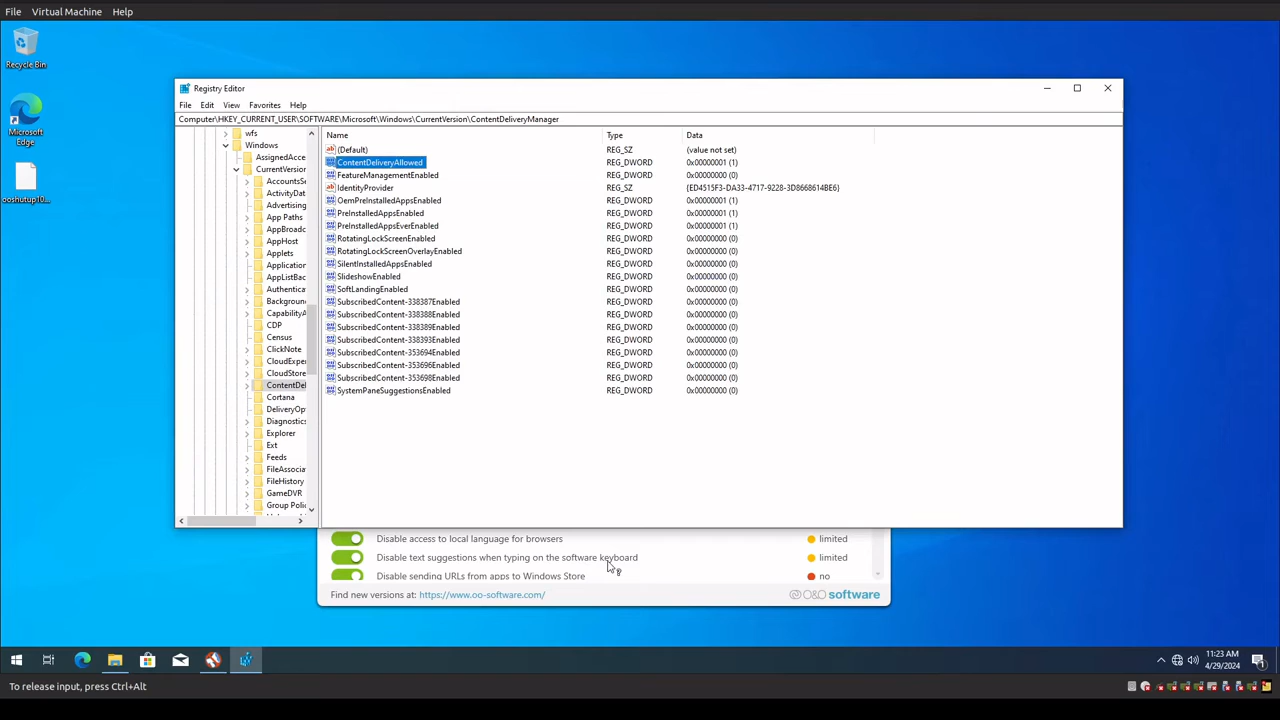 File Virtual Machine Help
Recycle Bin
Microsoft
Edge
ooshutup10...
Registry Editor
File Edit View Favorites Help
Computer\HKEY_CURRENT_USER\SOFTWARE\Microsoft\Windows\CurrentVersion\ContentDeliveryManager
wfs
Windows
AssignedAcce
CurrentVersion
AccountsSe
ActivityDat
Advertising
App Paths
AppBroadc
AppHost
Applets
Application
AppListBac
Authentica
Background
CapabilityA
CDP
Census
ClickNote
CloudExper
CloudStore
ContentDel
Cortana
DeliveryOp
Diagnostics
Explorer
Ext
Feeds
FileAssocia
FileHistory
GameDVR
Group Polic
Name Type Data
(Default) REG_SZ (value not set)
ContentDeliveryAllowed REG_DWORD 0x00000001 (1)
FeatureManagementEnabled REG_DWORD 0x00000000 (0)
IdentityProvider REG_SZ {ED4515F3-DA33-4717-9228-3D8668614BE6}
OemPreInstalledAppsEnabled REG_DWORD 0x00000001 (1)
PreInstalledAppsEnabled REG_DWORD 0x00000001 (1)
PreInstalledAppsEverEnabled REG_DWORD 0x00000001 (1)
RotatingLockScreenEnabled REG_DWORD 0x00000000 (0)
RotatingLockScreenOverlayEnabled REG_DWORD 0x00000000 (0)
SilentInstalledAppsEnabled REG_DWORD 0x00000000 (0)
SlideshowEnabled REG_DWORD 0x00000000 (0)
SoftLandingEnabled REG_DWORD 0x00000000 (0)
SubscribedContent-338387Enabled REG_DWORD 0x00000000 (0)
SubscribedContent-338388Enabled REG_DWORD 0x00000000 (0)
SubscribedContent-338389Enabled REG_DWORD 0x00000000 (0)
SubscribedContent-338393Enabled REG_DWORD 0x00000000 (0)
SubscribedContent-353694Enabled REG_DWORD 0x00000000 (0)
SubscribedContent-353696Enabled REG_DWORD 0x00000000 (0)
SubscribedContent-353698Enabled REG_DWORD 0x00000000 (0)
SystemPaneSuggestionsEnabled REG_DWORD 0x00000000 (0)
Disable access to local language for browsers limited
Disable text suggestions when typing on the software keyboard limited
Disable sending URLs from apps to Windows Store no
Find new versions at: https://www.oo-software.com/ O&O software
11:23 AM
4/29/2024
To release input, press Ctrl+Alt